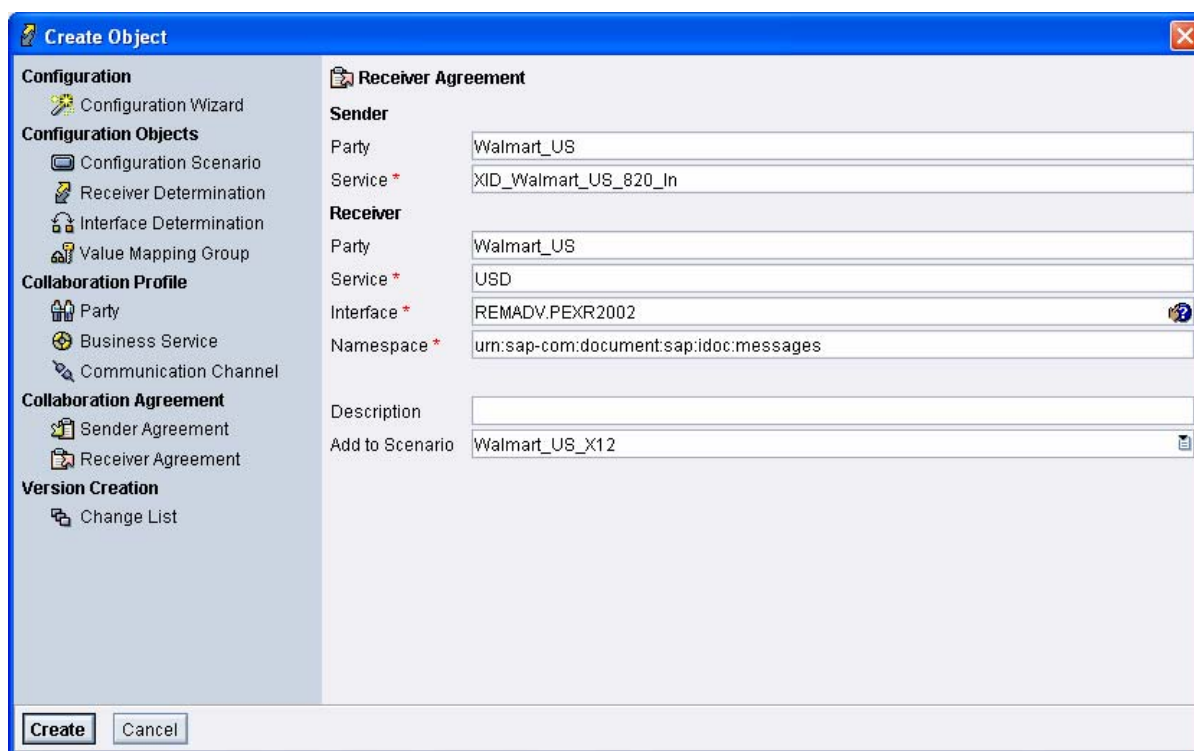 Create Object
Configuration
Configuration Wizard
Configuration Objects
Configuration Scenario
Receiver Determination
Interface Determination
Value Mapping Group
Collaboration Profile
Party
Business Service
Communication Channel
Collaboration Agreement
Sender Agreement
Receiver Agreement
Version Creation
Change List
Receiver Agreement
Sender
Party Walmart_US
Service * XID_Walmart_US_820_In
Receiver
Party Walmart_US
Service * USD
Interface * REMADV.PEXR2002
Namespace * urn:sap-com:document:sap:idoc:messages
Description
Add to Scenario Walmart_US_X12
Create Cancel